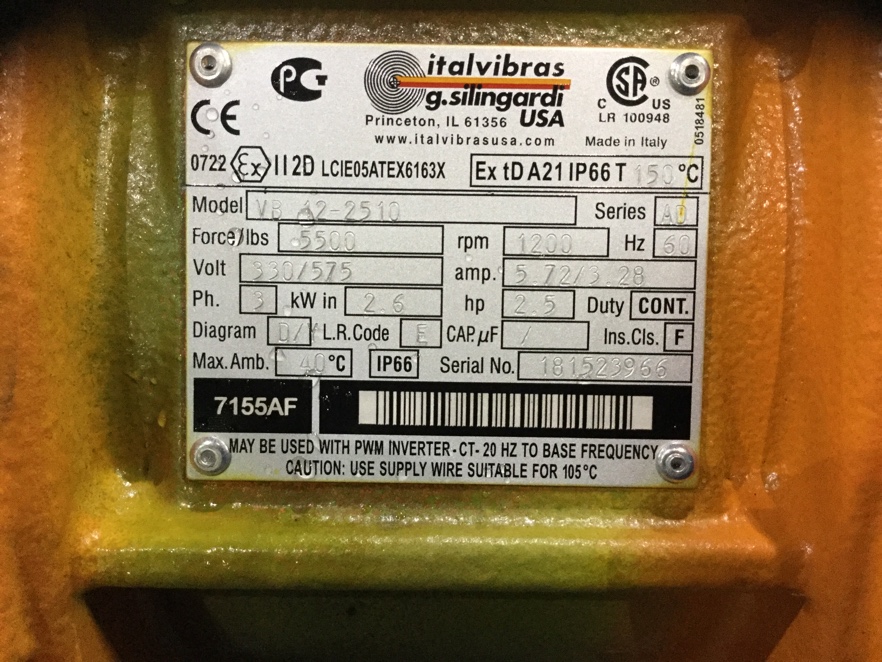 PCT
italvibras
g.silingardi
Princeton, IL 61356 USA
www.italvibrasusa.com
CE
CSA ®
C US
LR 100948
Made in Italy
0518481
0722 Ex II 2D LCIE05ATEX6163X
Ex tD A21 IP66 T 150 °C
Model VB 42-2510 Series AD
Force/lbs 5500 rpm 1200 Hz 60
Volt 330/575 amp. 5.72/3.28
Ph. 3 kW in 2.6 hp 2.5 Duty CONT.
Diagram D/Y L.R.Code E CAP. µF / Ins.Cls. F
Max. Amb. 40°C IP66 Serial No. 181523966
7155AF
MAY BE USED WITH PWM INVERTER - CT- 20 HZ TO BASE FREQUENCY
CAUTION: USE SUPPLY WIRE SUITABLE FOR 105°C